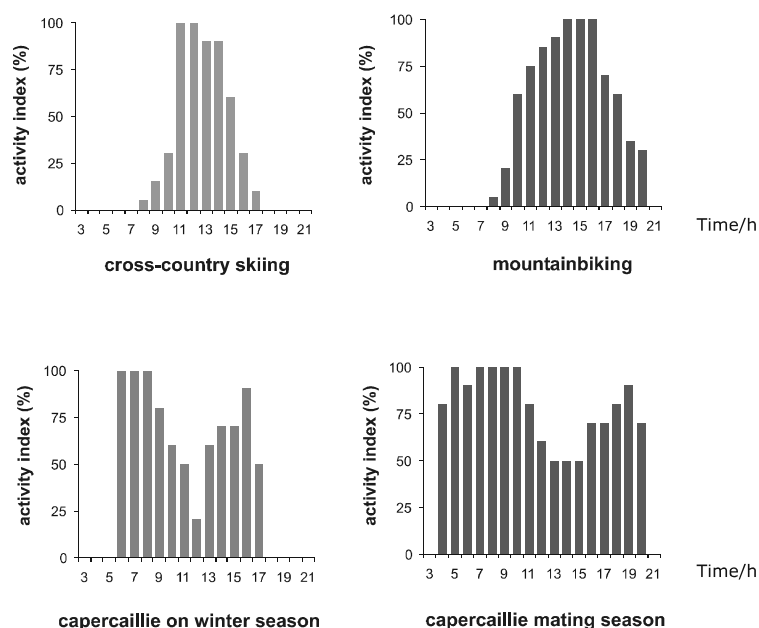 100
75
50
25
0
activity index (%)
3 5 7 9 11 13 15 17 19 21
cross-country skiing
100
75
50
25
0
activity index (%)
3 5 7 9 11 13 15 17 19 21
Time/h
mountainbiking
100
75
50
25
0
activity index (%)
3 5 7 9 11 13 15 17 19 21
capercaillie on winter season
100
75
50
25
0
activity index (%)
3 5 7 9 11 13 15 17 19 21
Time/h
capercaillie mating season